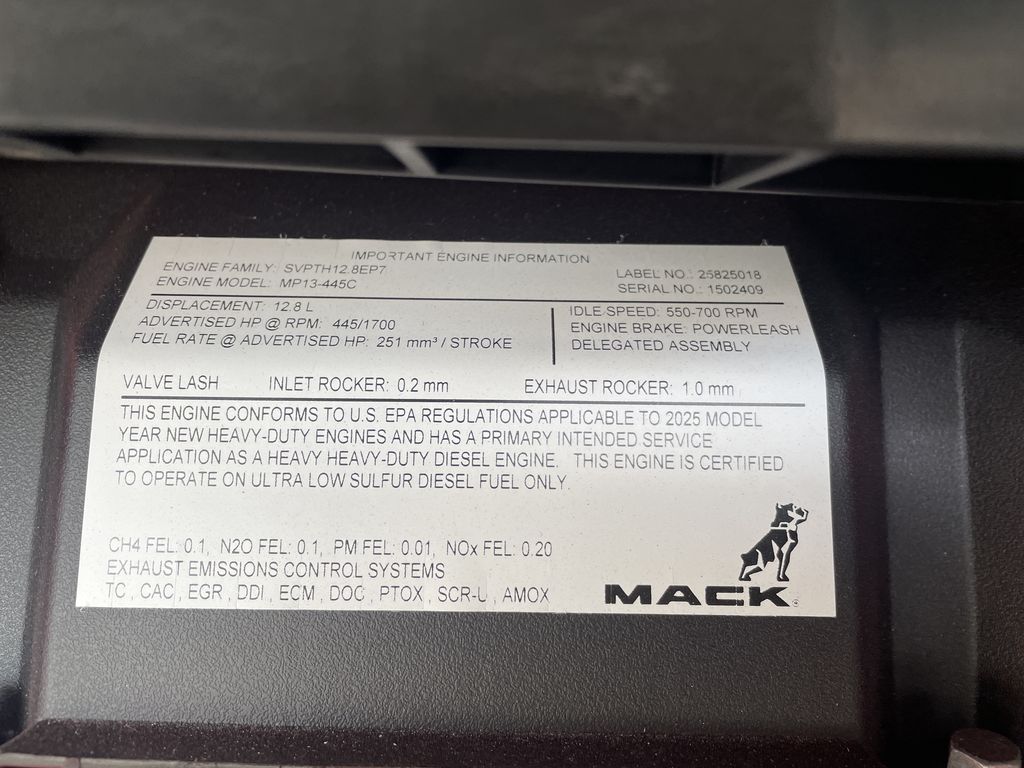 IMPORTANT ENGINE INFORMATION
ENGINE FAMILY: SVPTH12.8EP7
ENGINE MODEL: MP13-445C
LABEL NO.: 25825018
SERIAL NO.: 1502409
DISPLACEMENT: 12.8 L
ADVERTISED HP @ RPM: 445/1700
FUEL RATE @ ADVERTISED HP: 251 mm³ / STROKE
IDLE SPEED: 550-700 RPM
ENGINE BRAKE: POWERLEASH
DELEGATED ASSEMBLY
VALVE LASH INLET ROCKER: 0.2 mm EXHAUST ROCKER: 1.0 mm
THIS ENGINE CONFORMS TO U.S. EPA REGULATIONS APPLICABLE TO 2025 MODEL
YEAR NEW HEAVY-DUTY ENGINES AND HAS A PRIMARY INTENDED SERVICE
APPLICATION AS A HEAVY HEAVY-DUTY DIESEL ENGINE. THIS ENGINE IS CERTIFIED
TO OPERATE ON ULTRA LOW SULFUR DIESEL FUEL ONLY.
CH4 FEL: 0.1, N2O FEL: 0.1, PM FEL: 0.01, NOx FEL: 0.20
EXHAUST EMISSIONS CONTROL SYSTEMS
TC , CAC , EGR , DDI , ECM , DOC , PTOX , SCR-U , AMOX
MACK